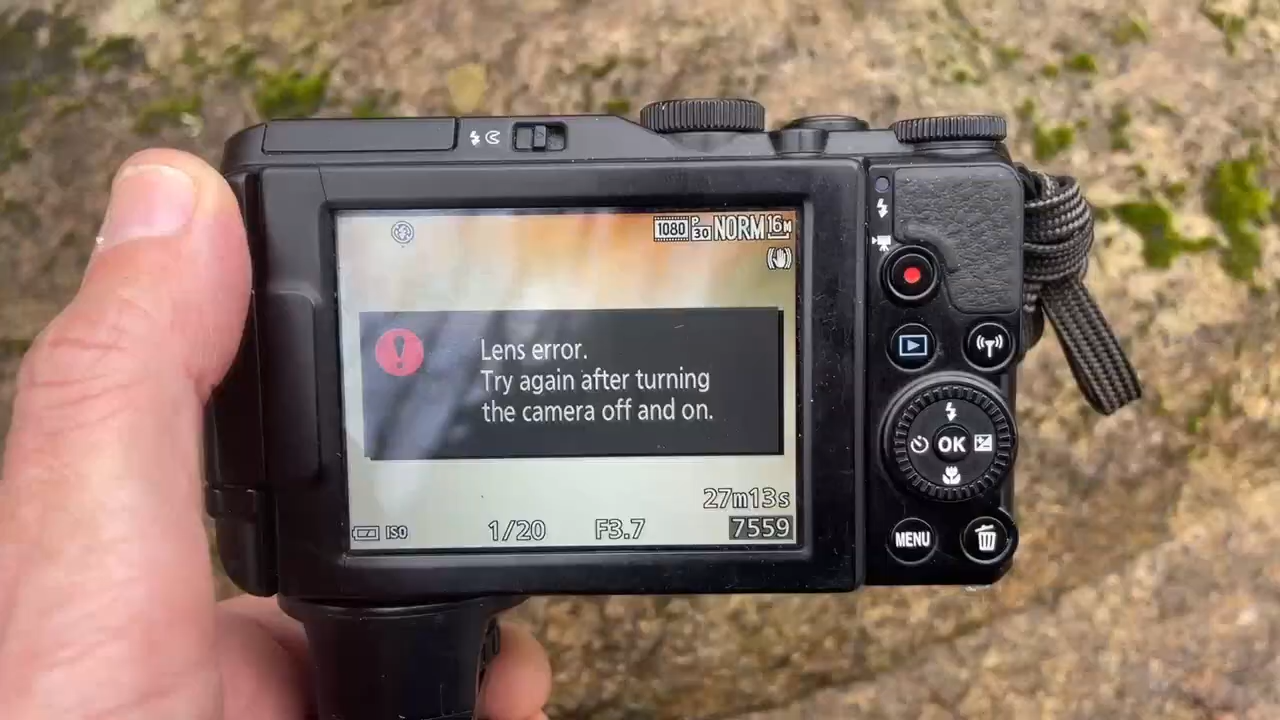 1080 P 30 NORM 16M
Lens error.
Try again after turning
the camera off and on.
27m13s
ISO 1/20 F3.7 7559
OK
MENU